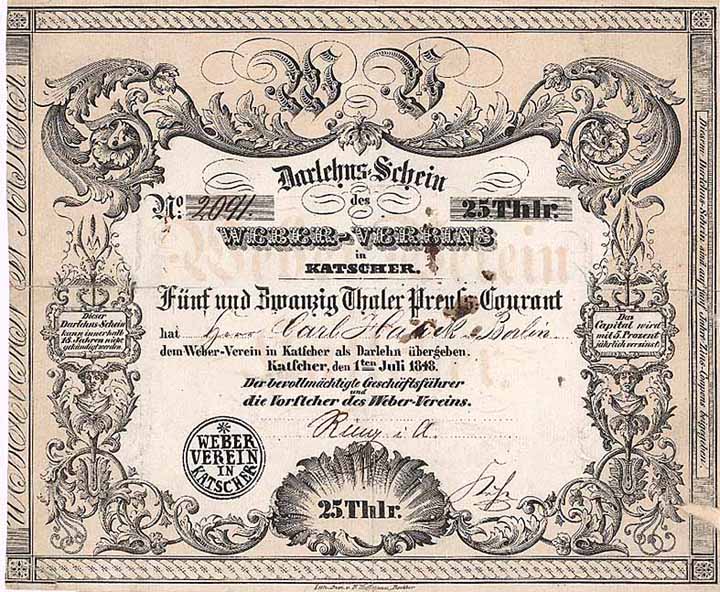 W V
Darlehns-Schein
des
No. 2091. 25 Thlr.
WEBER-VEREINS
in
KATSCHER.
Fünf und Zwanzig Thaler Preuss: Courant
hat Herr Carl in Berlin
dem Weber-Verein in Katscher als Darlehn übergeben.
Katscher, den 1ten Juli 1848.
Der bevollmächtigte Geschäftsführer
und
die Vorsteher des Weber-Vereins.
Dieser
Darlehns-Schein
kann innerhalb
15 Jahren nicht
gekündigt werden.
Das
Capital wird
mit 5 Prozent
jährlich verzinst.
WEBER
VEREIN
IN
KATSCHER
25 Thlr.